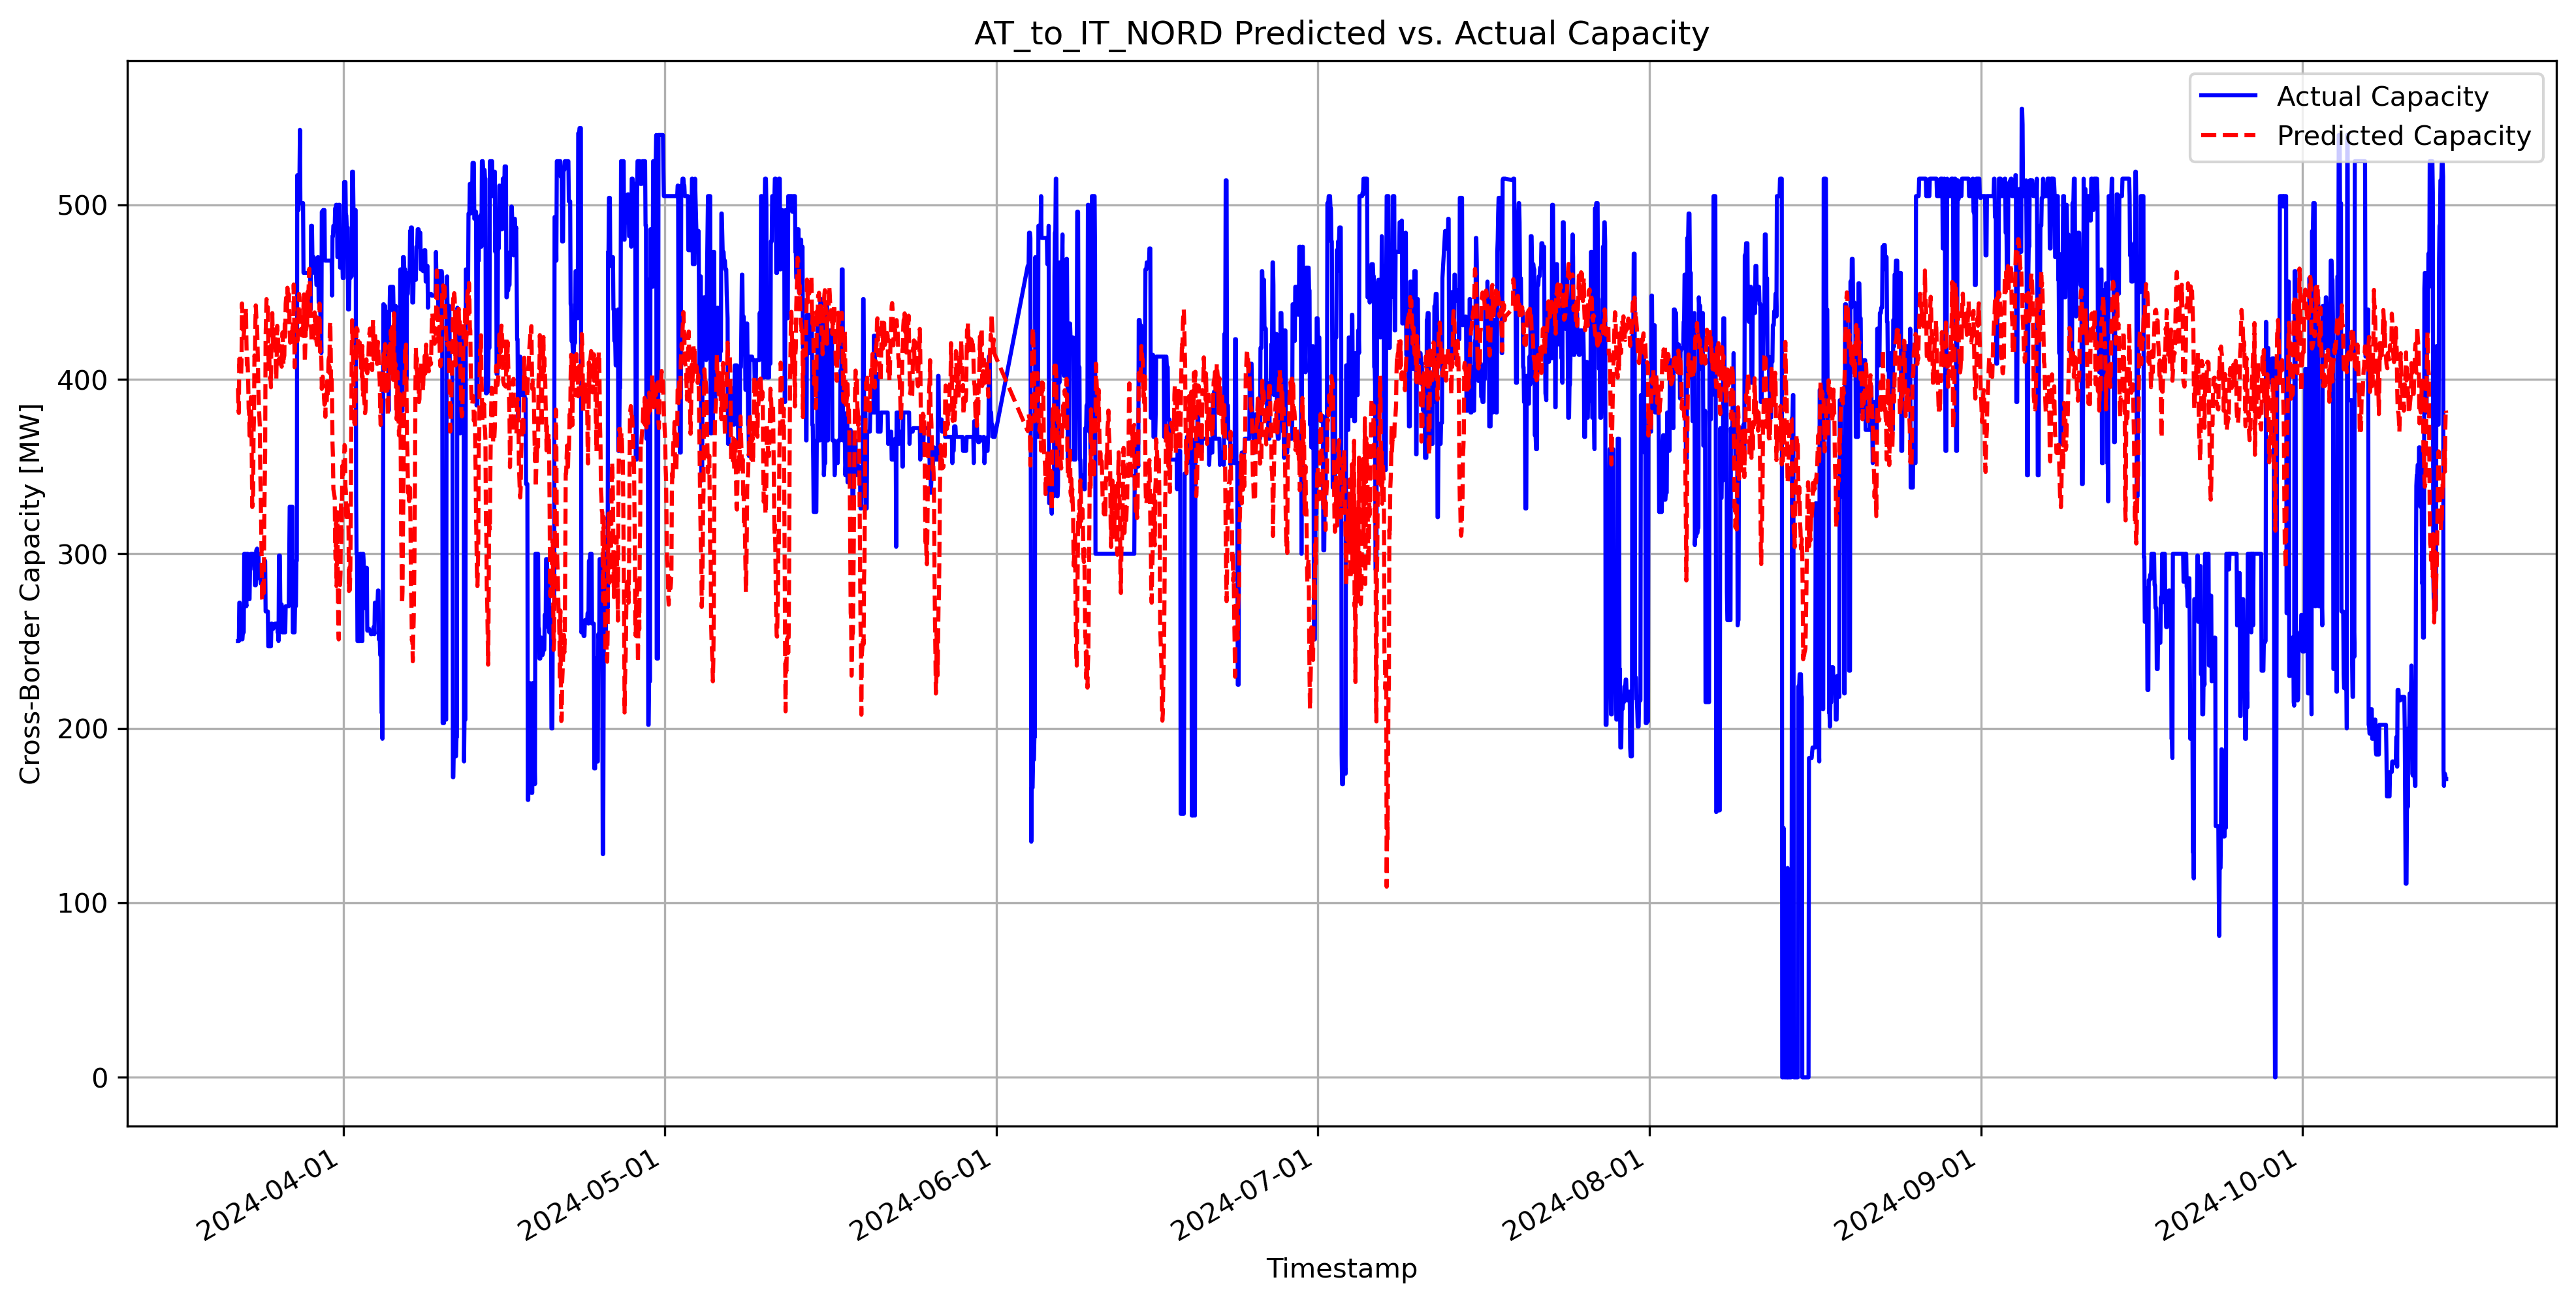 AT_to_IT_NORD Predicted vs. Actual Capacity
Actual Capacity
Predicted Capacity
Cross-Border Capacity [MW]
500
400
300
200
100
0
2024-04-01
2024-05-01
2024-06-01
2024-07-01
2024-08-01
2024-09-01
2024-10-01
Timestamp